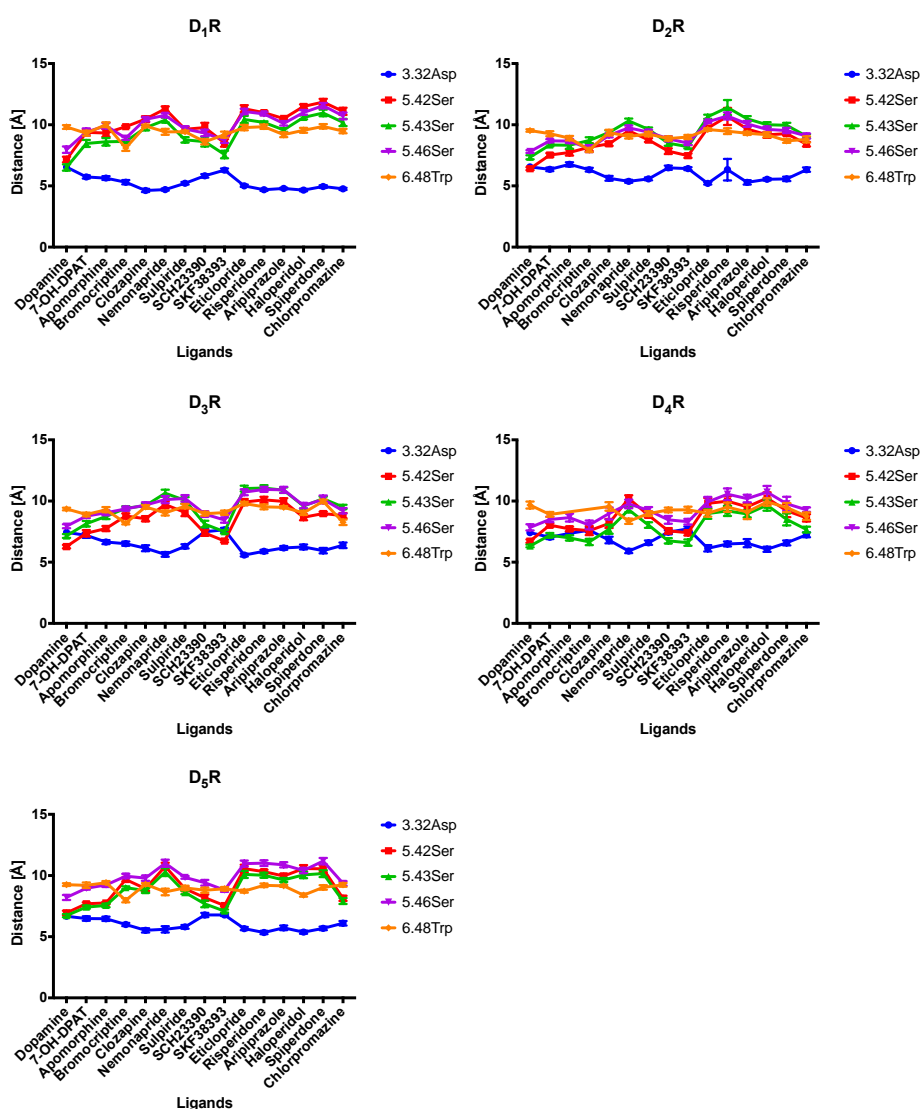 D₁R
15
10
5
0
Distance [Å]
Dopamine
7-OH-DPAT
Apomorphine
Bromocriptine
Clozapine
Nemonapride
Sulpiride
SCH23390
SKF38393
Eticlopride
Risperidone
Aripiprazole
Haloperidol
Spiperdone
Chlorpromazine
Ligands
3.32Asp
5.42Ser
5.43Ser
5.46Ser
6.48Trp
D₂R
15
10
5
0
Distance [Å]
Dopamine
7-OH-DPAT
Apomorphine
Bromocriptine
Clozapine
Nemonapride
Sulpiride
SCH23390
SKF38393
Eticlopride
Risperidone
Aripiprazole
Haloperidol
Spiperdone
Chlorpromazine
Ligands
3.32Asp
5.42Ser
5.43Ser
5.46Ser
6.48Trp
D₃R
15
10
5
0
Distance [Å]
Dopamine
7-OH-DPAT
Apomorphine
Bromocriptine
Clozapine
Nemonapride
Sulpiride
SCH23390
SKF38393
Eticlopride
Risperidone
Aripiprazole
Haloperidol
Spiperdone
Chlorpromazine
Ligands
3.32Asp
5.42Ser
5.43Ser
5.46Ser
6.48Trp
D₄R
15
10
5
0
Distance [Å]
Dopamine
7-OH-DPAT
Apomorphine
Bromocriptine
Clozapine
Nemonapride
Sulpiride
SCH23390
SKF38393
Eticlopride
Risperidone
Aripiprazole
Haloperidol
Spiperdone
Chlorpromazine
Ligands
3.32Asp
5.42Ser
5.43Ser
5.46Ser
6.48Trp
D₅R
15
10
5
0
Distance [Å]
Dopamine
7-OH-DPAT
Apomorphine
Bromocriptine
Clozapine
Nemonapride
Sulpiride
SCH23390
SKF38393
Eticlopride
Risperidone
Aripiprazole
Haloperidol
Spiperdone
Chlorpromazine
Ligands
3.32Asp
5.42Ser
5.43Ser
5.46Ser
6.48Trp